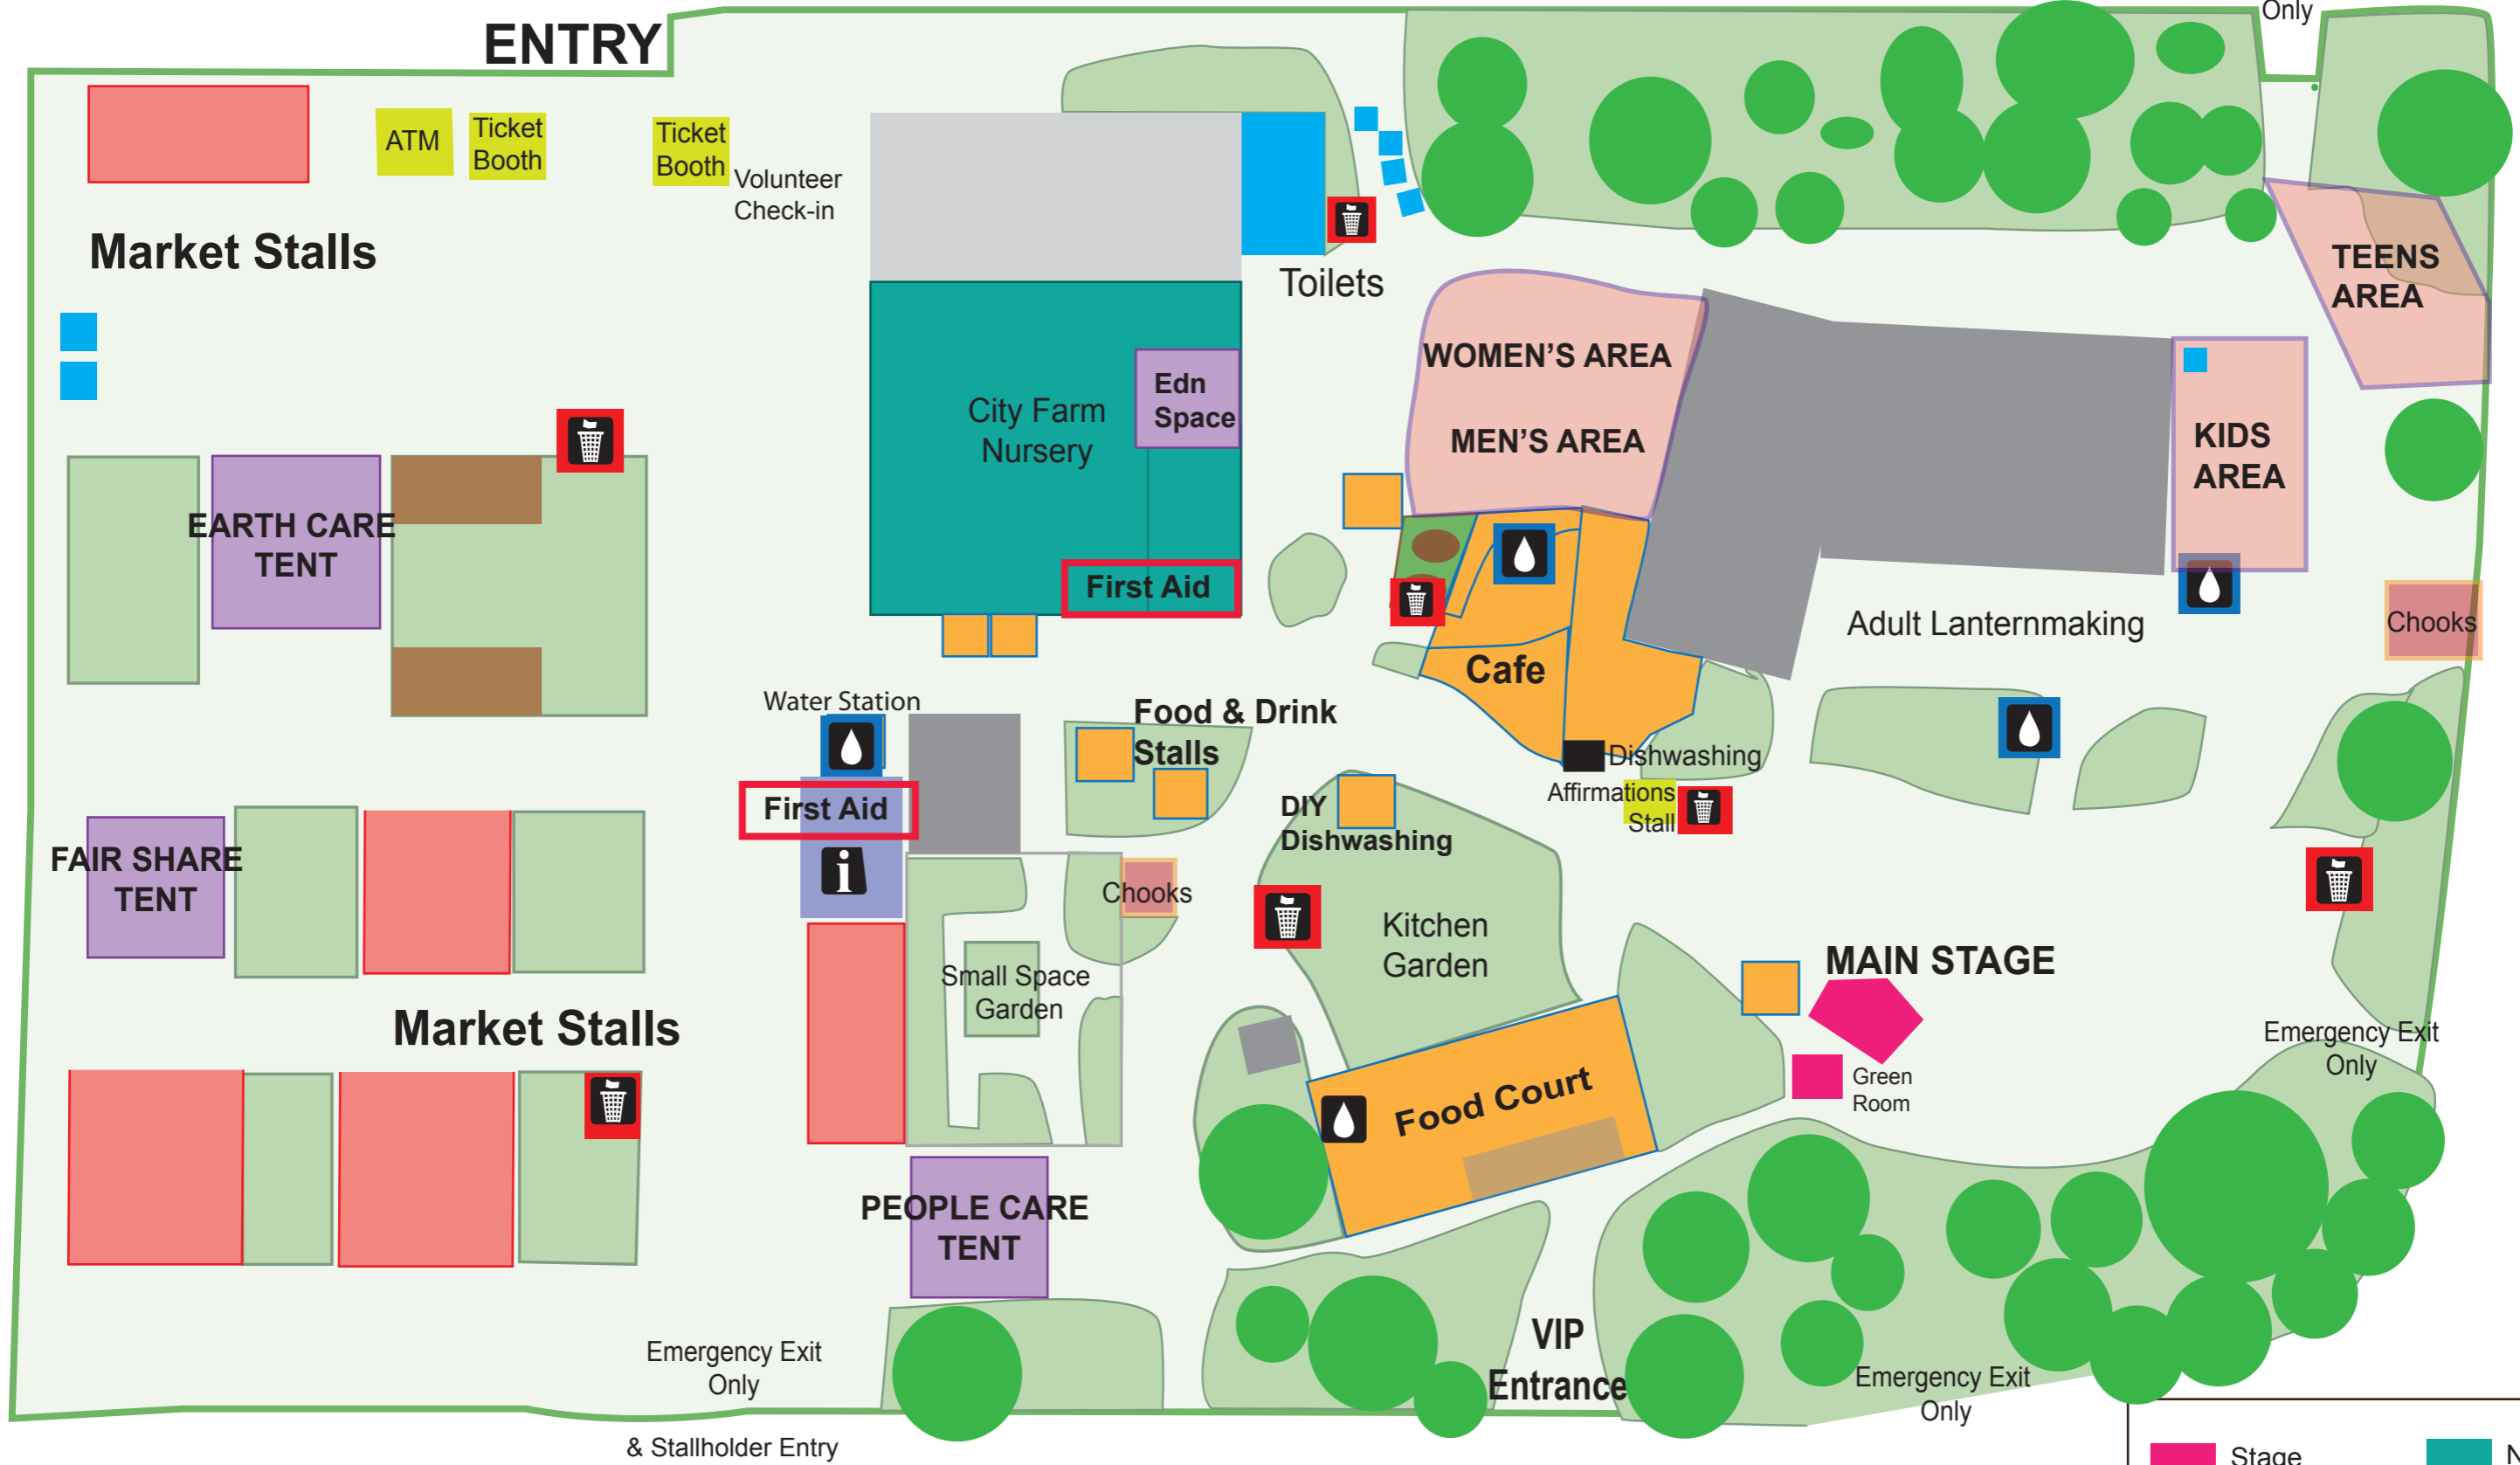 Only
ENTRY
ATM
Ticket
Booth
Ticket
Booth
Volunteer
Check-in
Market Stalls
Toilets
TEENS
AREA
WOMEN'S AREA
MEN'S AREA
Edn
Space
City Farm
Nursery
KIDS
AREA
EARTH CARE
TENT
First Aid
Adult Lanternmaking
Chooks
Cafe
Water Station
Food & Drink
Stalls
Dishwashing
Affirmations
Stall
First Aid
DIY
Dishwashing
FAIR SHARE
TENT
i
Chooks
Kitchen
Garden
Small Space
Garden
MAIN STAGE
Market Stalls
Emergency Exit
Only
Green
Room
Food Court
PEOPLE CARE
TENT
VIP
Entrance
Emergency Exit
Only
Emergency Exit
Only
& Stallholder Entry
Stage
N